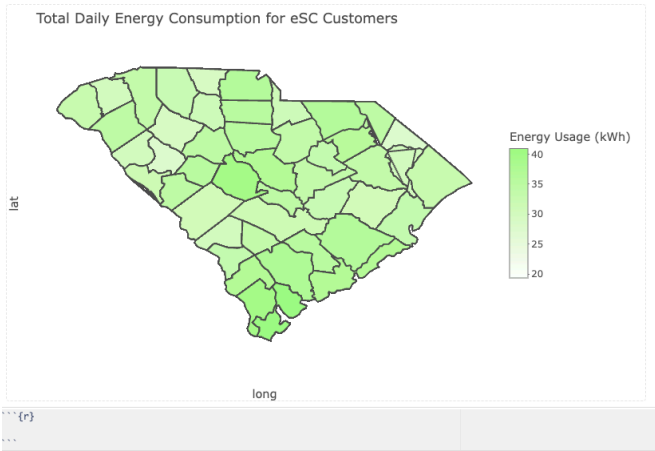 Total Daily Energy Consumption for eSC Customers
Energy Usage (kWh)
40
35
30
25
20
lat
long
```{r}
```